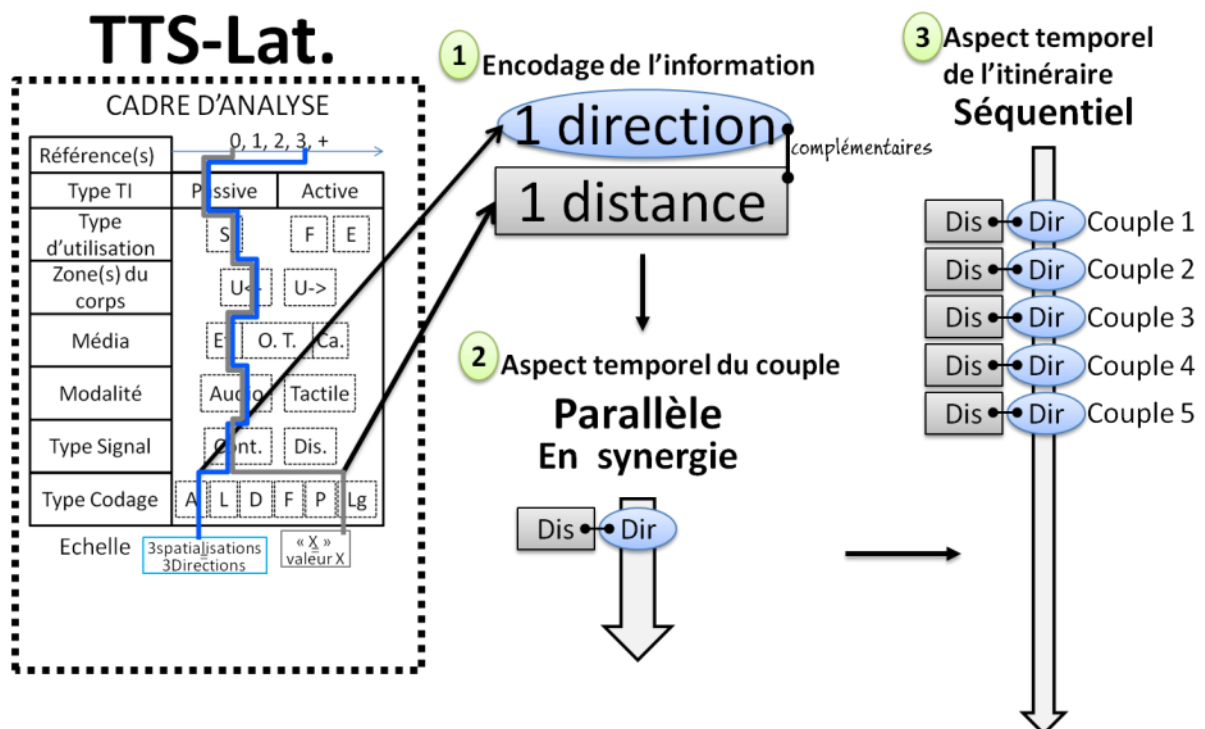 TTS-Lat.
CADRE D'ANALYSE
0, 1, 2, 3, +
Référence(s)
Type TI
Passive
Active
Type
d'utilisation
S
F
E
Zone(s) du
corps
U<-
U->
Média
E
O. T.
Ca.
Modalité
Audio
Tactile
Type Signal
Cont.
Dis.
Type Codage
A
L
D
F
P
Lg
Echelle
3spatialisations
=
3Directions
« X »
=
valeur X
1
Encodage de l'information
1 direction
complémentaires
1 distance
2
Aspect temporel du couple
Parallèle
En synergie
Dis
Dir
3
Aspect temporel
de l'itinéraire
Séquentiel
Dis Dir Couple 1
Dis Dir Couple 2
Dis Dir Couple 3
Dis Dir Couple 4
Dis Dir Couple 5